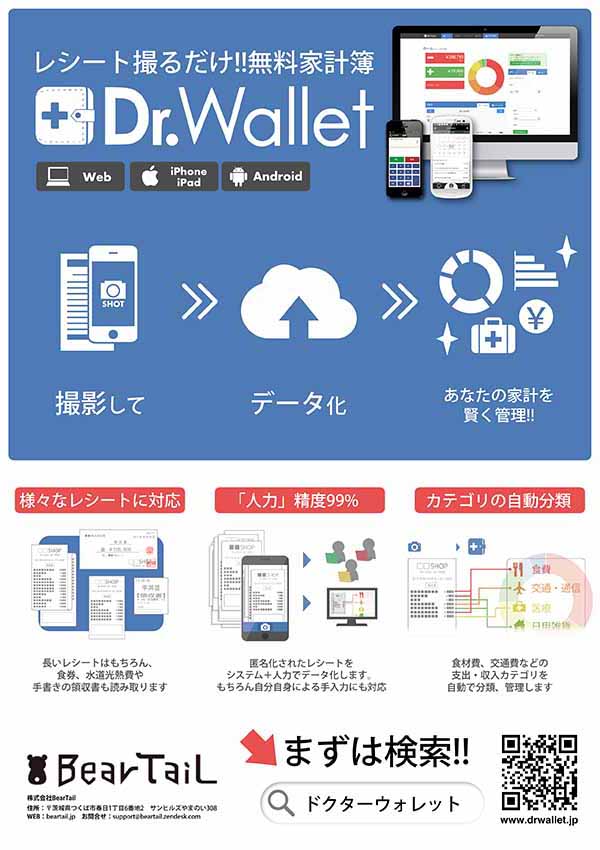 レシート撮るだけ!!無料家計簿
Dr.Wallet
Web
iPhone
iPad
Android
SHOT
撮影して
データ化
あなたの家計を
賢く管理!!
様々なレシートに対応
「人力」精度99%
カテゴリの自動分類
□□SHOP
食費
交通・通信
医療
日用雑貨
長いレシートはもちろん、
食券、水道光熱費や
手書きの領収書も読み取ります
匿名化されたレシートを
システム+人力でデータ化します。
もちろん自分自身による手入力にも対応
食材費、交通費などの
支出・収入カテゴリを
自動で分類、管理します
BearTaiL
株式会社BearTail
住所:〒茨城県つくば市春日1丁目6番地2 サンヒルズやまのい308
WEB:beartail.jp お問合せ:support@beartail.zendesk.com
まずは検索!!
ドクターウォレット
www.drwallet.jp